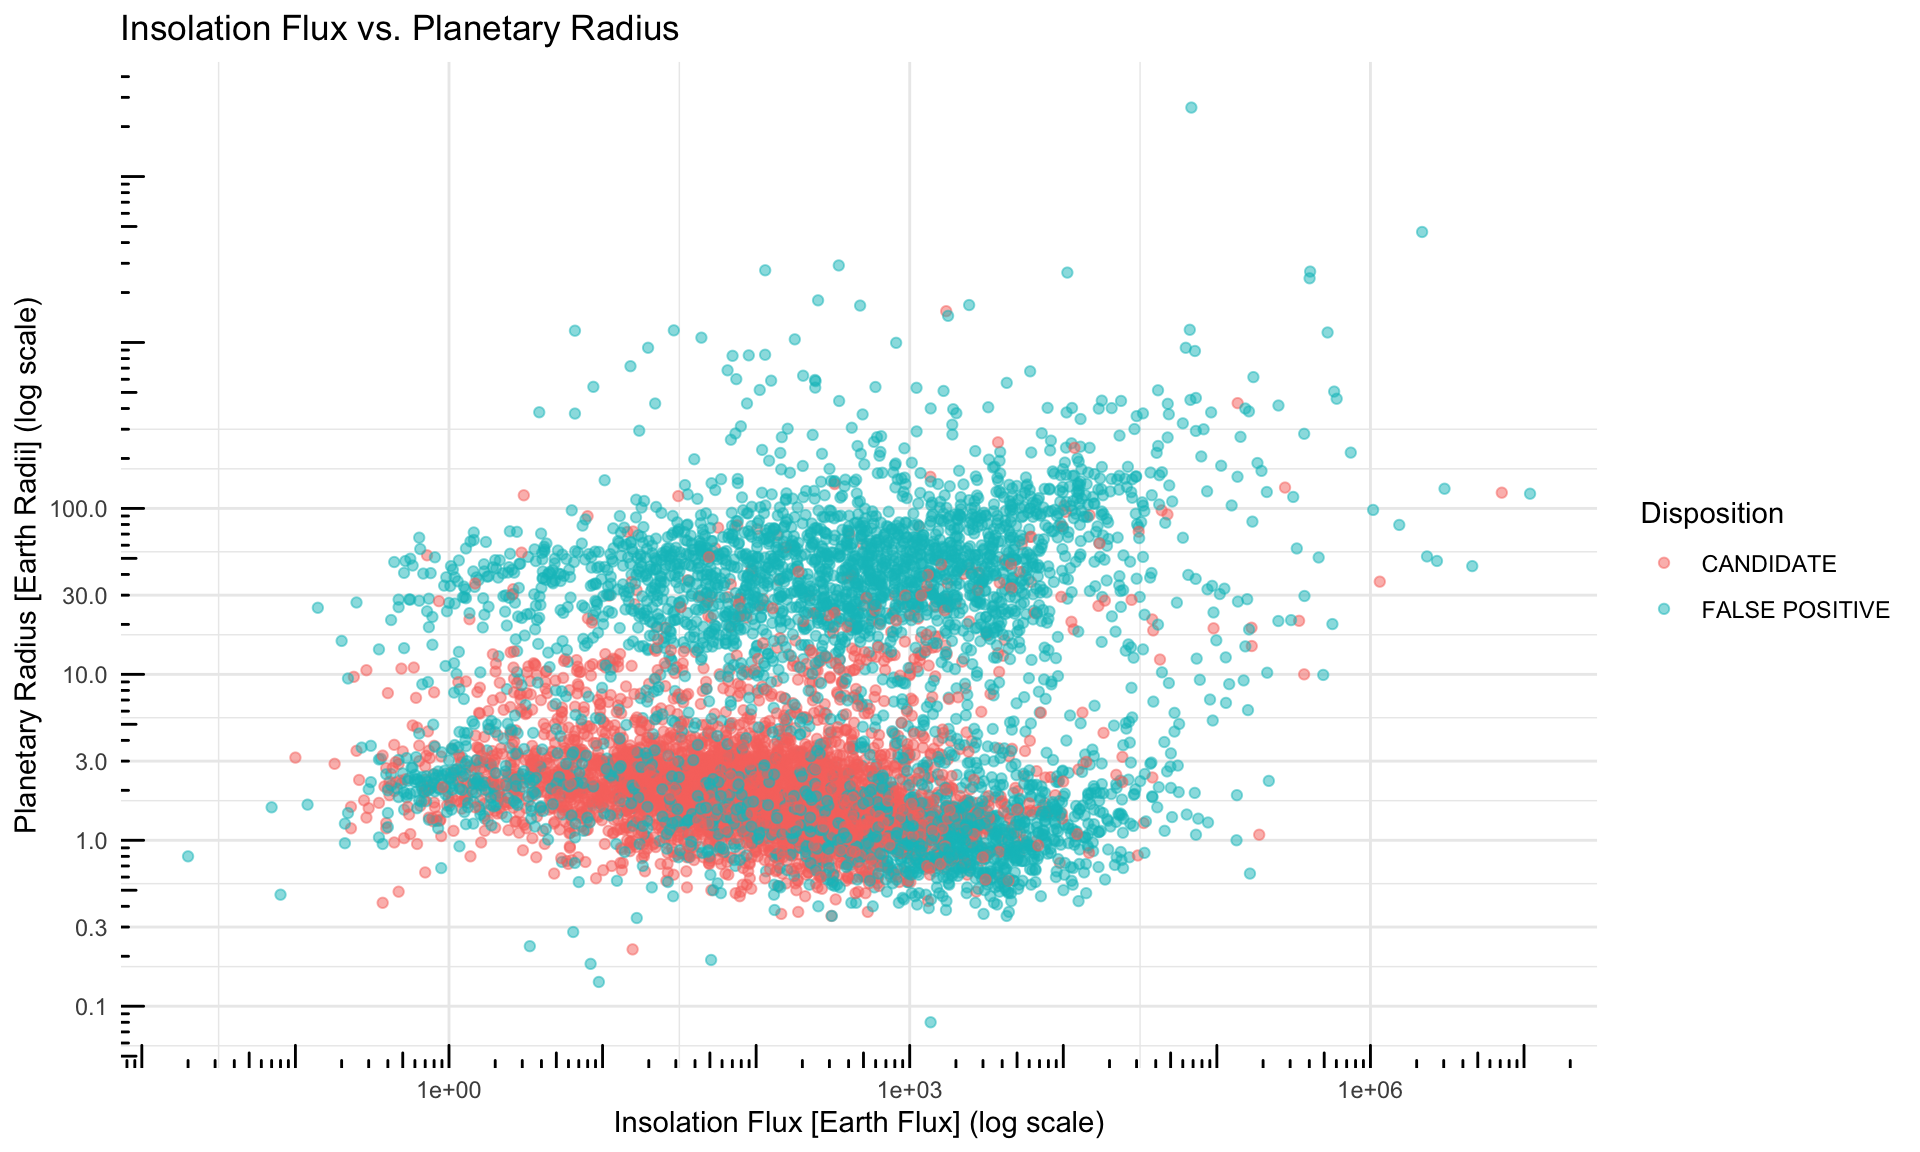 Insolation Flux vs. Planetary Radius
Planetary Radius [Earth Radii] (log scale)
100.0
30.0
10.0
3.0
1.0
0.3
0.1
1e+00
1e+03
1e+06
Insolation Flux [Earth Flux] (log scale)
Disposition
CANDIDATE
FALSE POSITIVE